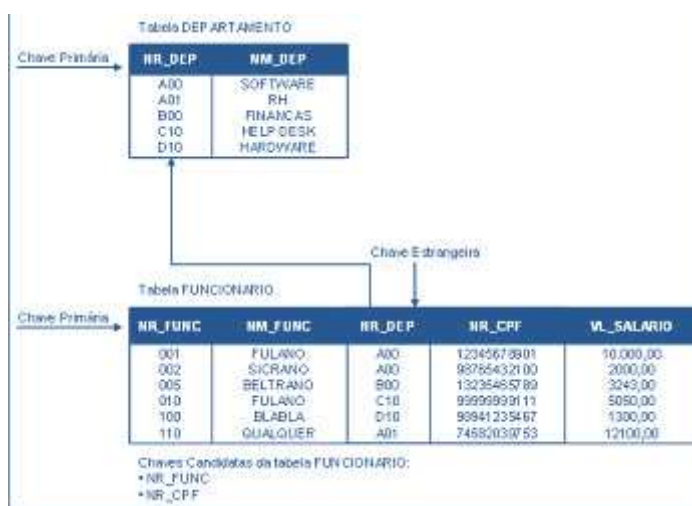 Tabela DEPARTAMENTO
Chave Primária
NR_DEP NM_DEP
A00 SOFTWARE
A01 RH
B00 FINANCAS
C10 HELP DESK
D10 HARDWARE
Chave Estrangeira
Tabela FUNCIONARIO
Chave Primária
NR_FUNC NM_FUNC NR_DEP NR_CPF VL_SALARIO
001 FULANO A00 12345678901 10.000,00
002 SICRANO A00 98765432100 2000,00
005 BELTRANO B00 13235465789 3243,00
010 FULANO C10 99999999111 5050,00
100 BLABLA D10 98941235467 1300,00
110 QUALQUER A01 12100,00
Chaves Candidatas da tabela FUNCIONARIO:
• NR_FUNC
• NR_CPF